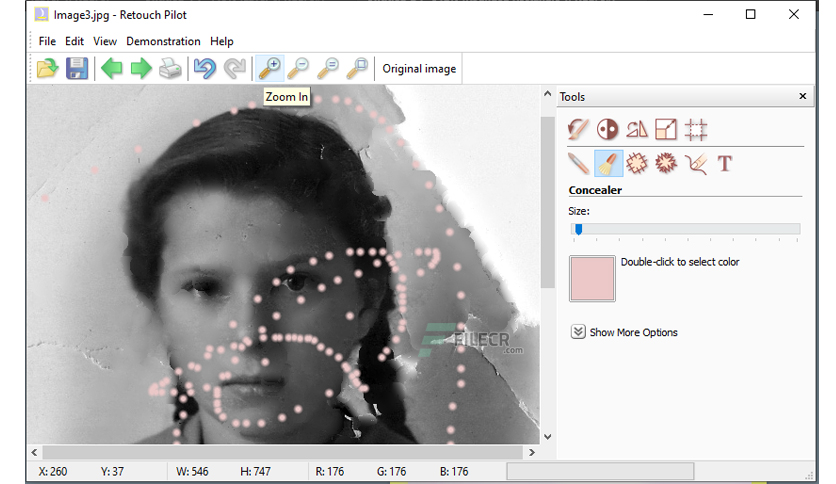 Image3.jpg - Retouch Pilot
File Edit View Demonstration Help
Original image
Zoom In
Tools
Concealer
Size:
Double-click to select color
Show More Options
FILECR
.com
X: 260 Y: 37 W: 546 H: 747 R: 176 G: 176 B: 176